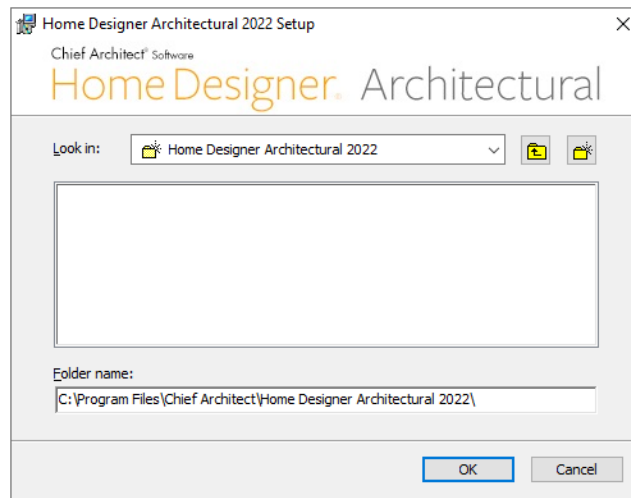 Home Designer Architectural 2022 Setup
Chief Architect® Software
Home Designer® Architectural
Look in:
Home Designer Architectural 2022
Folder name:
C:\Program Files\Chief Architect\Home Designer Architectural 2022\
OK Cancel